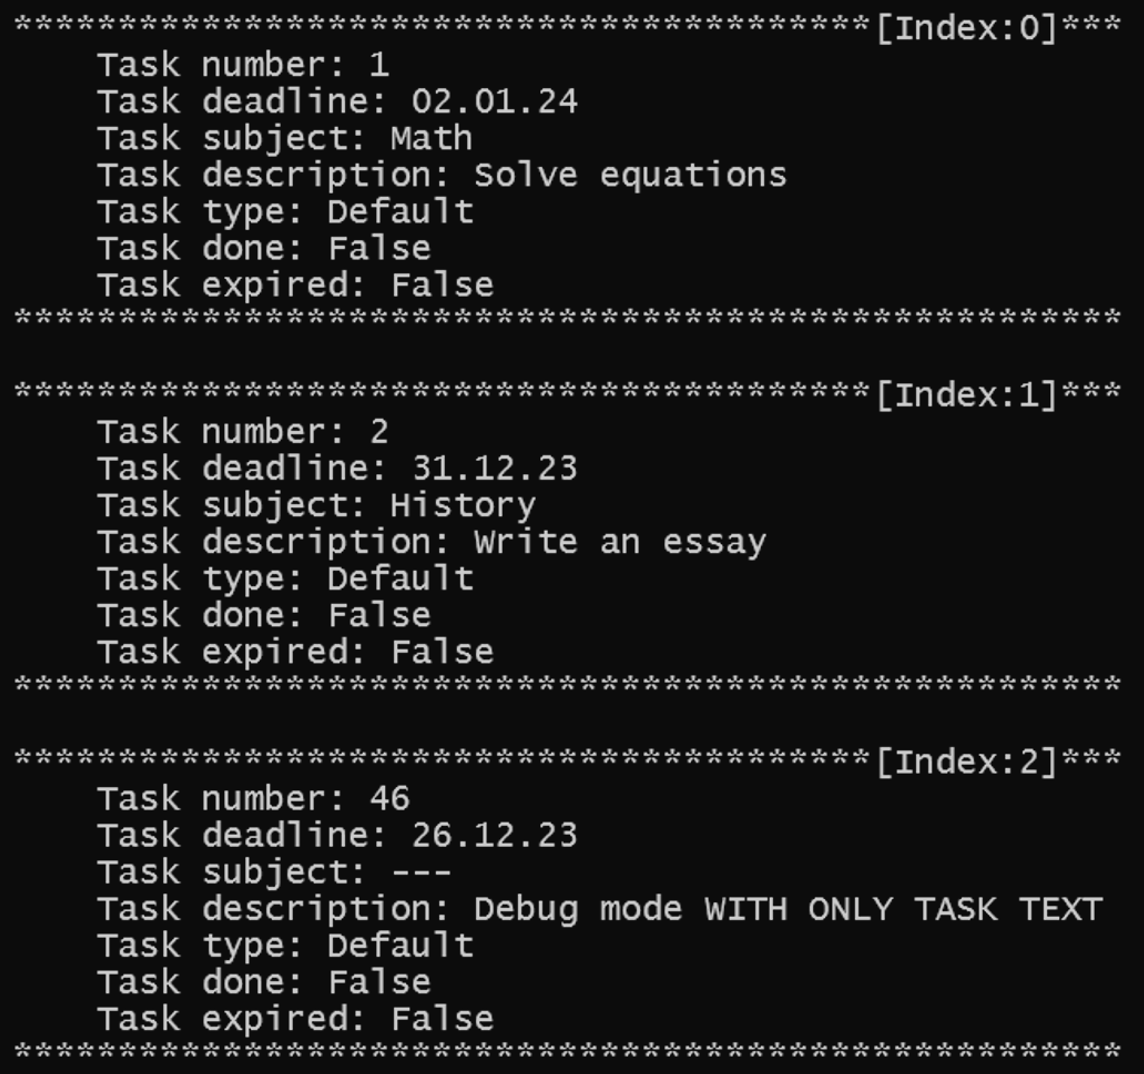 *****************************************[Index:0]***
    Task number: 1
    Task deadline: 02.01.24
    Task subject: Math
    Task description: Solve equations
    Task type: Default
    Task done: False
    Task expired: False
*****************************************************

*****************************************[Index:1]***
    Task number: 2
    Task deadline: 31.12.23
    Task subject: History
    Task description: Write an essay
    Task type: Default
    Task done: False
    Task expired: False
*****************************************************

*****************************************[Index:2]***
    Task number: 46
    Task deadline: 26.12.23
    Task subject: ---
    Task description: Debug mode WITH ONLY TASK TEXT
    Task type: Default
    Task done: False
    Task expired: False
*****************************************************